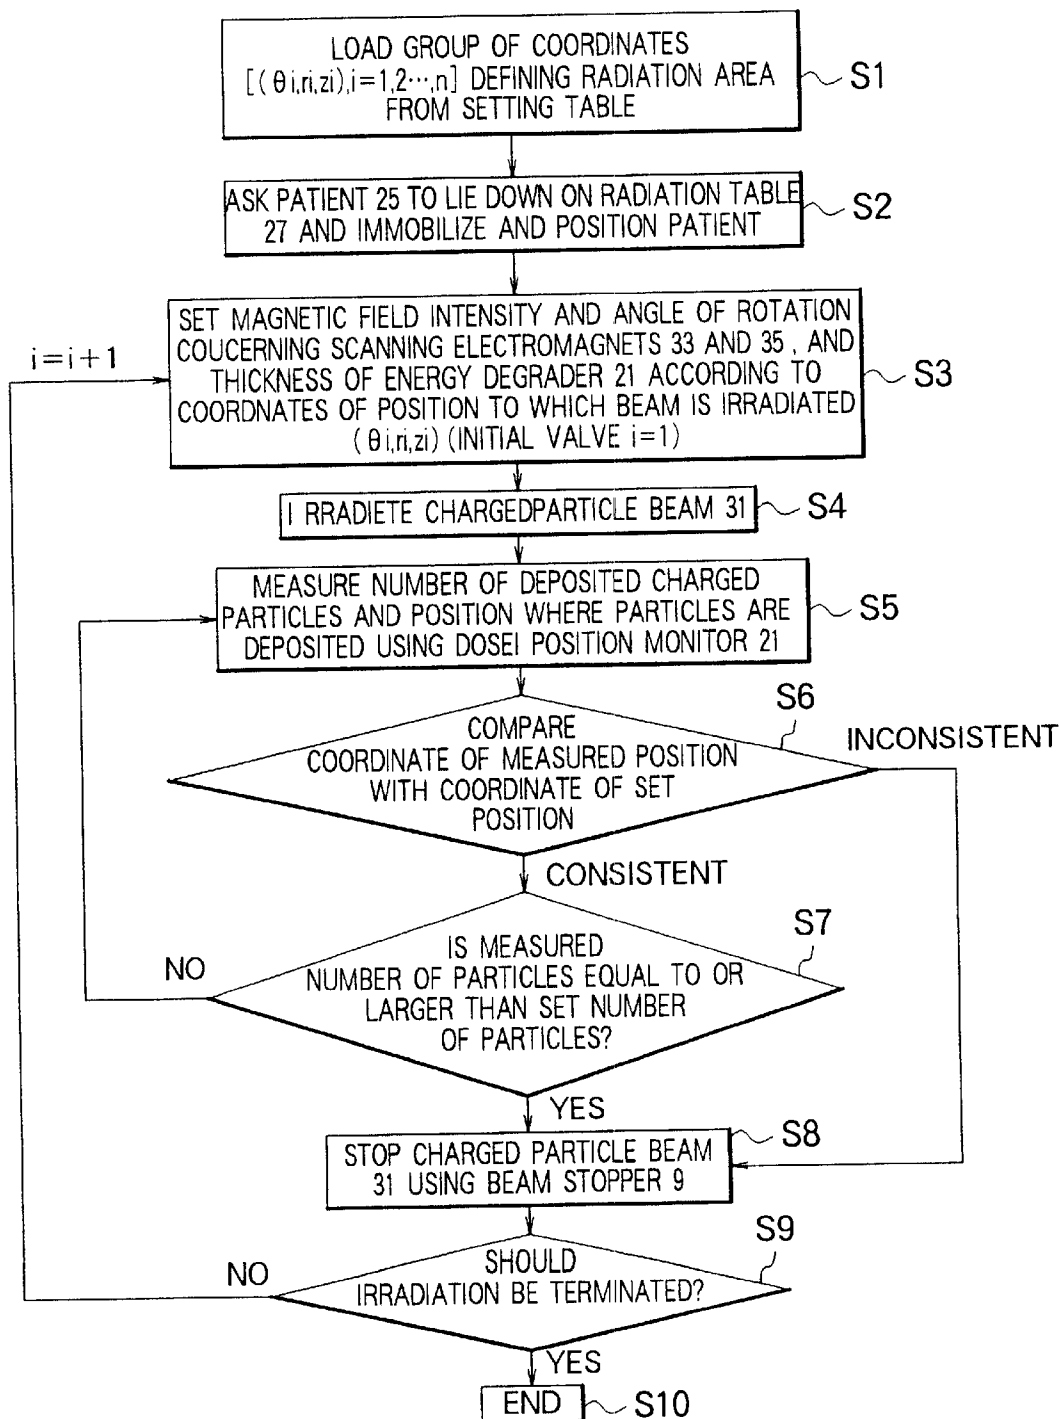 LOAD GROUP OF COORDINATES
[(θi,ri,zi),i=1,2···,n] DEFINING RADIATION AREA
FROM SETTING TABLE
S1
ASK PATIENT 25 TO LIE DOWN ON RADIATION TABLE
27 AND IMMOBILIZE AND POSITION PATIENT
S2
i=i+1
SET MAGNETIC FIELD INTENSITY AND ANGLE OF ROTATION
COUCERNING SCANNING ELECTROMAGNETS 33 AND 35 , AND
THICKNESS OF ENERGY DEGRADER 21 ACCORDING TO
COORDNATES OF POSITION TO WHICH BEAM IS IRRADIATED
(θi,ri,zi) (INITIAL VALVE i=1)
S3
I RRADIETE CHARGEDPARTICLE BEAM 31
S4
MEASURE NUMBER OF DEPOSITED CHARGED
PARTICLES AND POSITION WHERE PARTICLES ARE
DEPOSITED USING DOSEI POSITION MONITOR 21
S5
S6
COMPARE
COORDINATE OF MEASURED POSITION
WITH COORDINATE OF SET
POSITION
INCONSISTENT
CONSISTENT
S7
IS MEASURED
NUMBER OF PARTICLES EQUAL TO OR
LARGER THAN SET NUMBER
OF PARTICLES?
NO
YES
S8
STOP CHARGED PARTICLE BEAM
31 USING BEAM STOPPER 9
S9
SHOULD
IRRADIATION BE TERMINATED?
NO
YES
END
S10